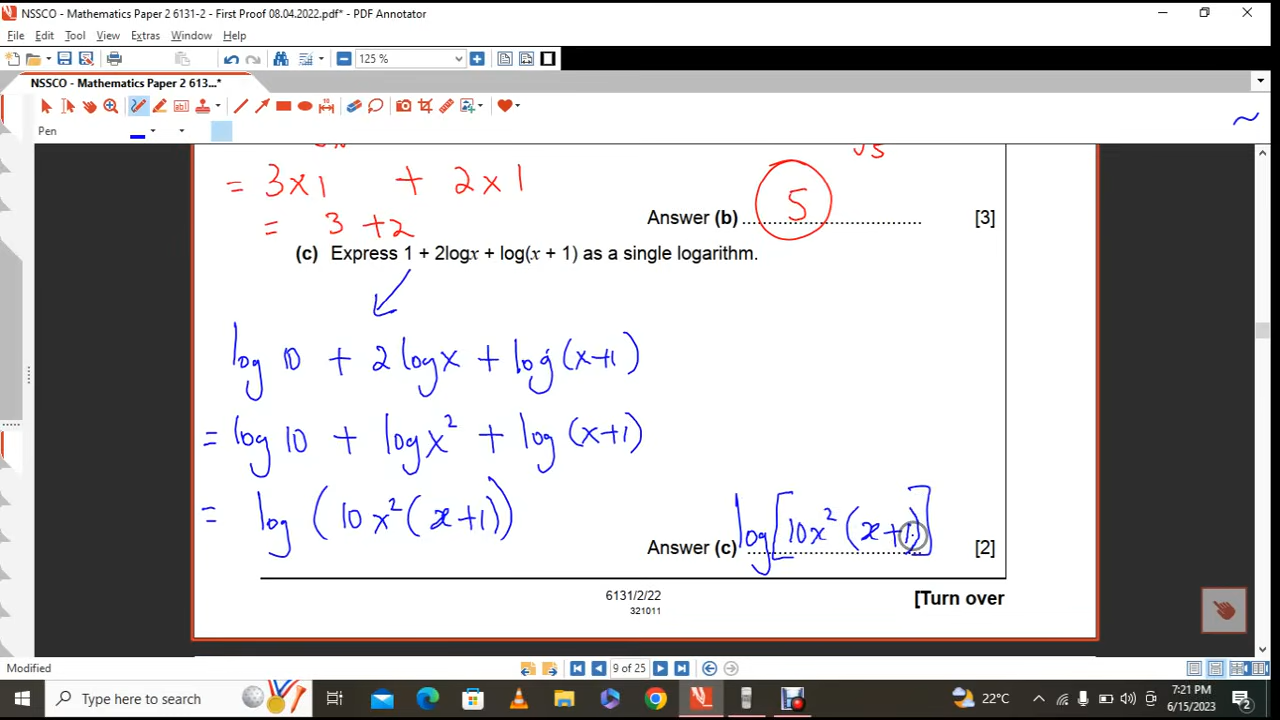 NSSCO - Mathematics Paper 2 6131-2 - First Proof 08.04.2022.pdf* - PDF Annotator
File Edit Tool View Extras Window Help
125 %
NSSCO - Mathematics Paper 2 613...*
Pen
√5
= 3x1 + 2x1
= 3 +2
5
Answer (b) [3]
(c) Express 1 + 2logx + log(x + 1) as a single logarithm.
log 10 + 2 log x + log (x+1)
= log 10 + log x² + log (x+1)
= log (10x²(x+1))
log[10x²(x+1)]
Answer (c) [2]
6131/2/22
321011
[Turn over
Modified
9 of 25
Type here to search
22°C
7:21 PM
6/15/2023
2